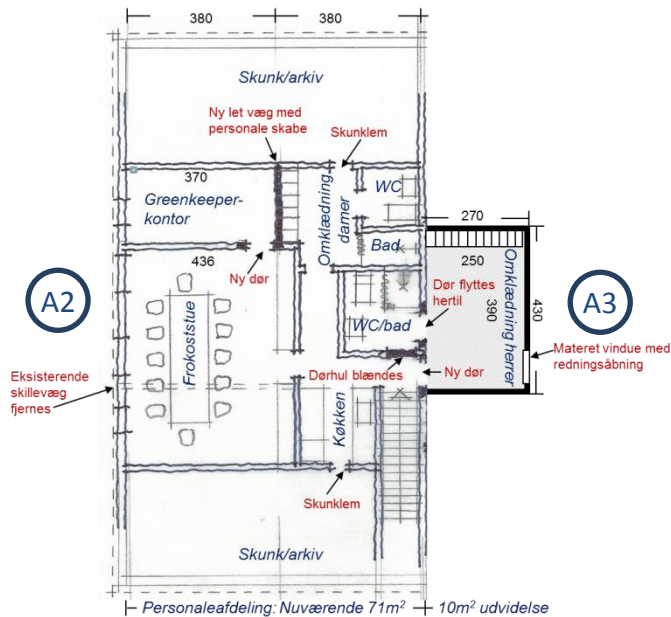 380
380
Skunk/arkiv
Ny let væg med
personale skabe
Skunklem
370
Greenkeeper-
kontor
Omklædning
damer
WC
Bad
270
250
436
Ny dør
Dør flyttes
hertil
A2
Frokoststue
WC/bad
Omklædning herrer
390
430
A3
Eksisterende
skillevæg
fjernes
Dørhul blændes
Ny dør
Materet vindue med
redningsåbning
Køkken
Skunklem
Skunk/arkiv
Personaleafdeling: Nuværende 71m²
10m² udvidelse